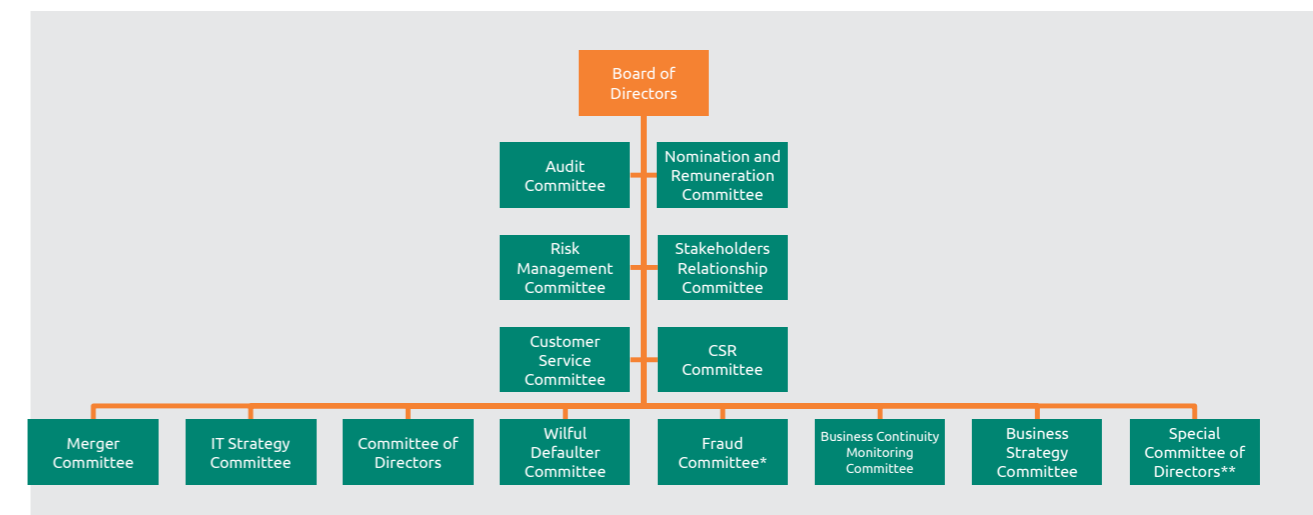 Board of
Directors
Audit
Committee
Nomination and
Remuneration
Committee
Risk
Management
Committee
Stakeholders
Relationship
Committee
Customer
Service
Committee
CSR
Committee
Merger
Committee
IT Strategy
Committee
Committee of
Directors
Wilful
Defaulter
Committee
Fraud
Committee*
Business Continuity
Monitoring
Committee
Business
Strategy
Committee
Special
Committee of
Directors**